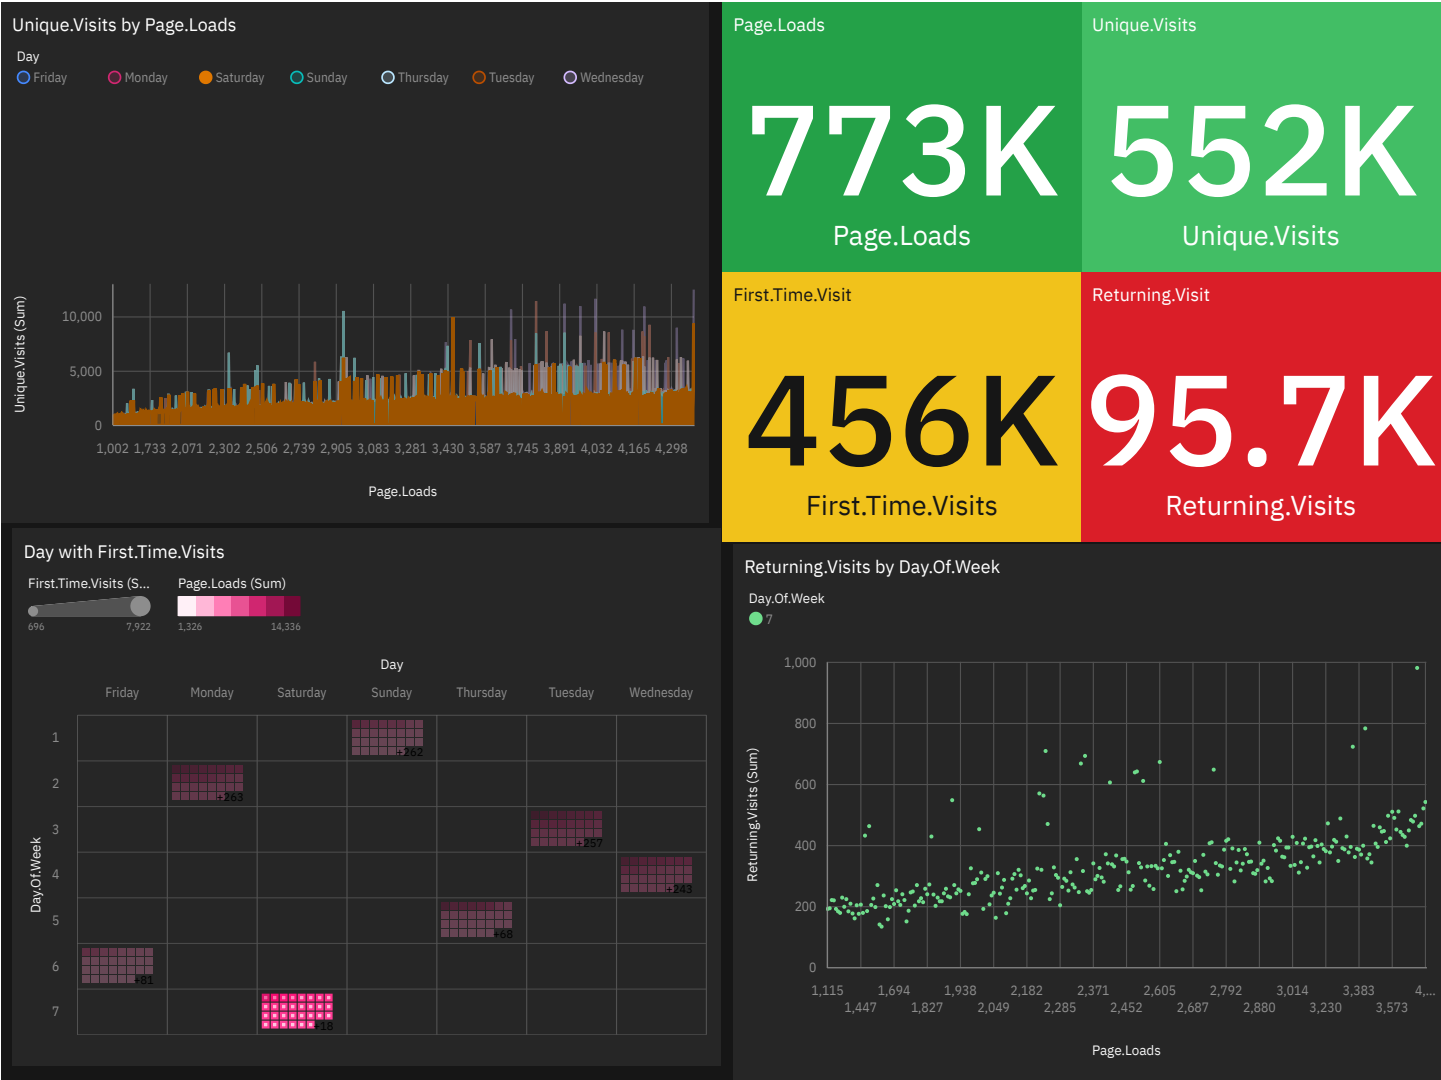 Unique.Visits by Page.Loads
Day
Friday Monday Saturday Sunday Thursday Tuesday Wednesday
Unique.Visits (Sum)
10,000
5,000
0
1,002 1,733 2,071 2,302 2,506 2,739 2,905 3,083 3,281 3,430 3,587 3,745 3,891 4,032 4,165 4,298
Page.Loads
Page.Loads
773K
Page.Loads
Unique.Visits
552K
Unique.Visits
First.Time.Visit
456K
First.Time.Visits
Returning.Visit
95.7K
Returning.Visits
Day with First.Time.Visits
First.Time.Visits (S... Page.Loads (Sum)
696 7,922 1,326 14,336
Day
Friday Monday Saturday Sunday Thursday Tuesday Wednesday
Day.Of.Week
1 +262
2 +263
3 +257
4 +243
5 +68
6 +81
7 +18
Returning.Visits by Day.Of.Week
Day.Of.Week
7
Returning.Visits (Sum)
1,000
800
600
400
200
0
1,115 1,694 1,938 2,182 2,371 2,605 2,792 3,014 3,383 4,...
1,447 1,827 2,049 2,285 2,452 2,687 2,880 3,230 3,573
Page.Loads